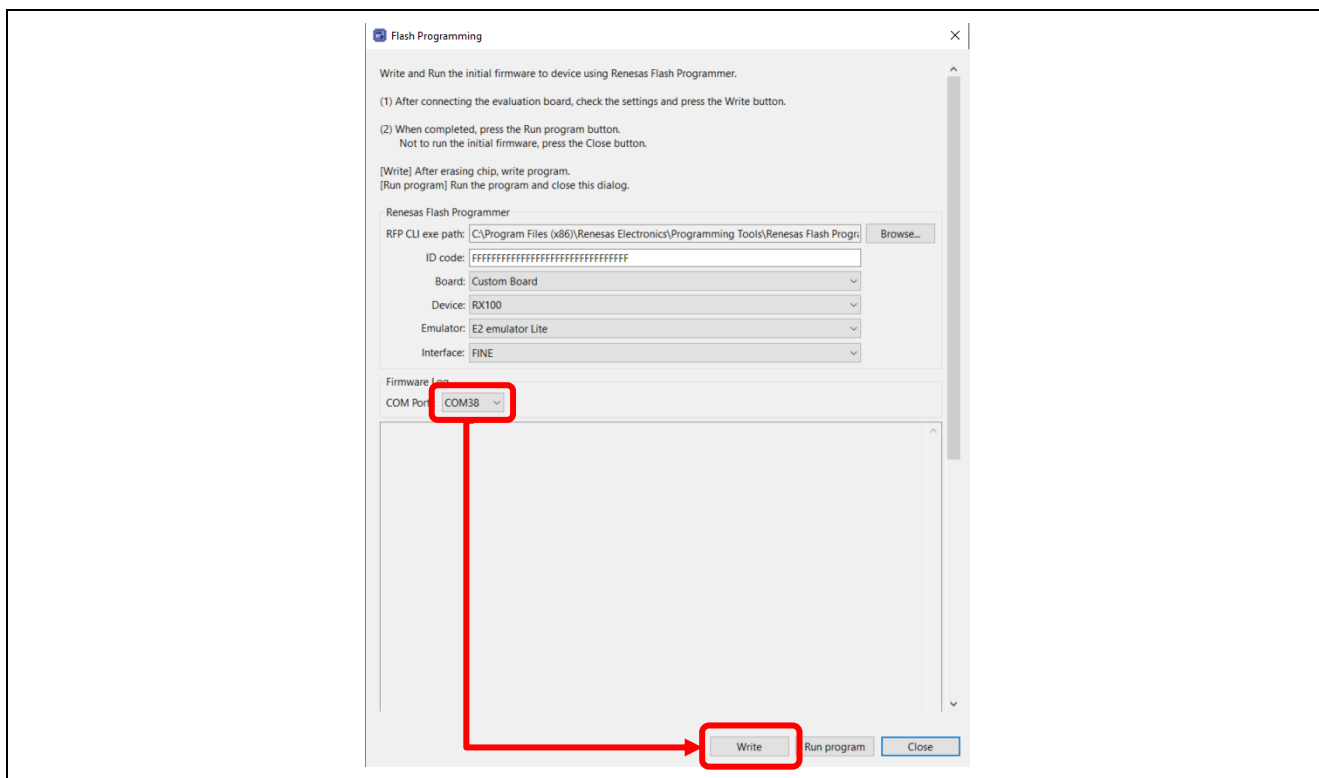 Flash Programming
Write and Run the initial firmware to device using Renesas Flash Programmer.
(1) After connecting the evaluation board, check the settings and press the Write button.
(2) When completed, press the Run program button.
Not to run the initial firmware, press the Close button.
[Write] After erasing chip, write program.
[Run program] Run the program and close this dialog.
Renesas Flash Programmer
RFP CLI exe path: C:\Program Files (x86)\Renesas Electronics\Programming Tools\Renesas Flash Progra Browse...
ID code: FFFFFFFFFFFFFFFFFFFFFFFFFFFFFFFF
Board: Custom Board
Device: RX100
Emulator: E2 emulator Lite
Interface: FINE
Firmware Log
COM Port COM38
Write Run program Close